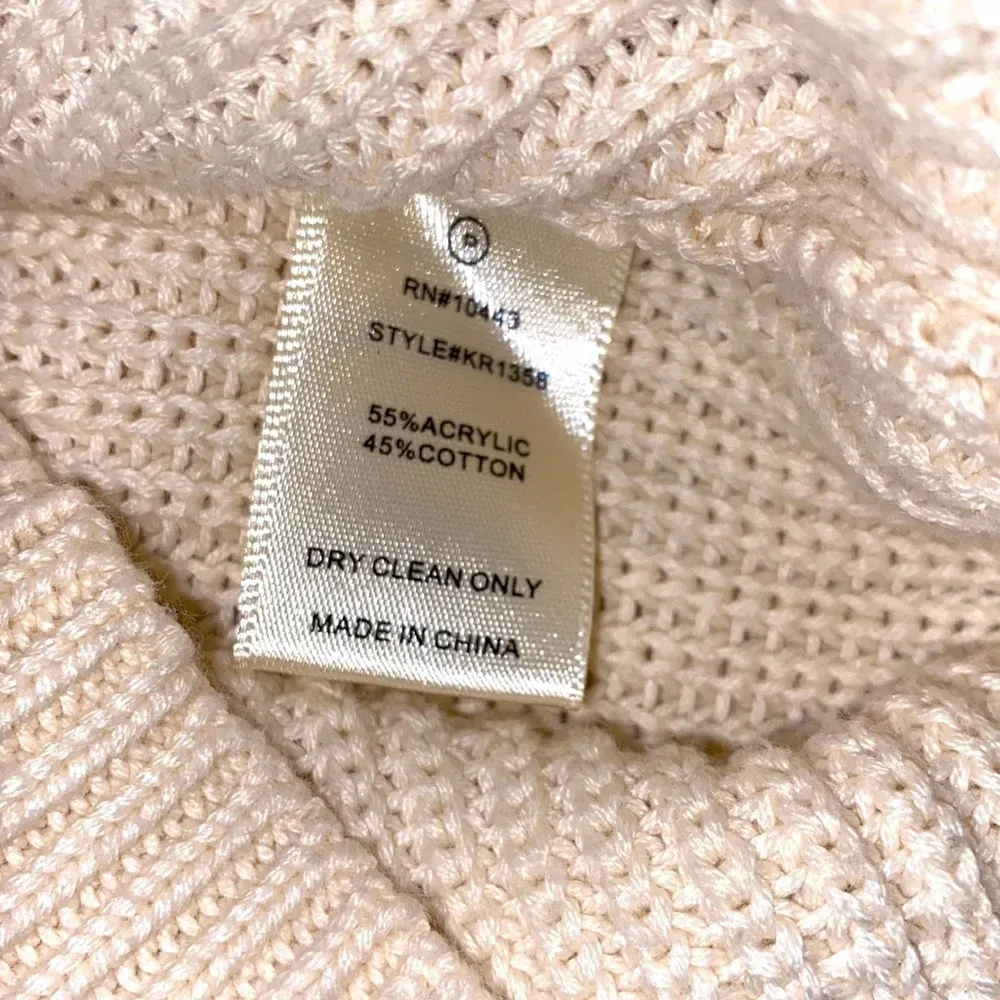 P
RN#10443
STYLE#KR1358
55%ACRYLIC
45%COTTON
DRY CLEAN ONLY
MADE IN CHINA